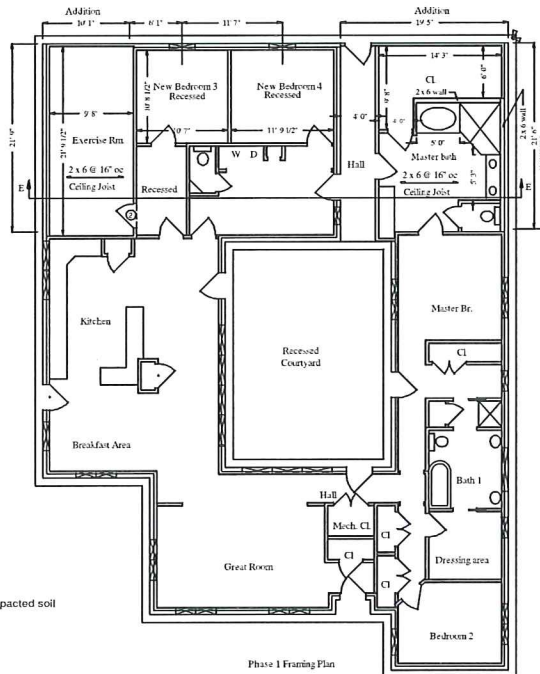 Addition
Addition
10' 1"
6' 1"
11' 7"
19' 5"
14' 3"
Cl.
6' 0"
2 x 6 wall
2 x 6 wall
New Bedroom 3
Recessed
New Bedroom 4
Recessed
10' 8 1/2"
9' 8"
4' 0"
4' 0"
9' 8"
10' 7"
11' 9 1/2"
5' 0"
21' 9"
21' 9 1/2"
21' 6"
Exercise Rm
W D
Hall
Master bath
5' 3"
2 x 6 @ 16" oc
Ceiling Joist
2 x 6 @ 16" oc
Ceiling Joist
Recessed
E
E
2
Kitchen
Master Br.
Recessed
Courtyard
Cl
Breakfast Area
Bath 1
Hall
Mech. Cl.
Cl
Cl
Cl
Great Room
Dressing area
Bedroom 2
pacted soil
Phase 1 Framing Plan